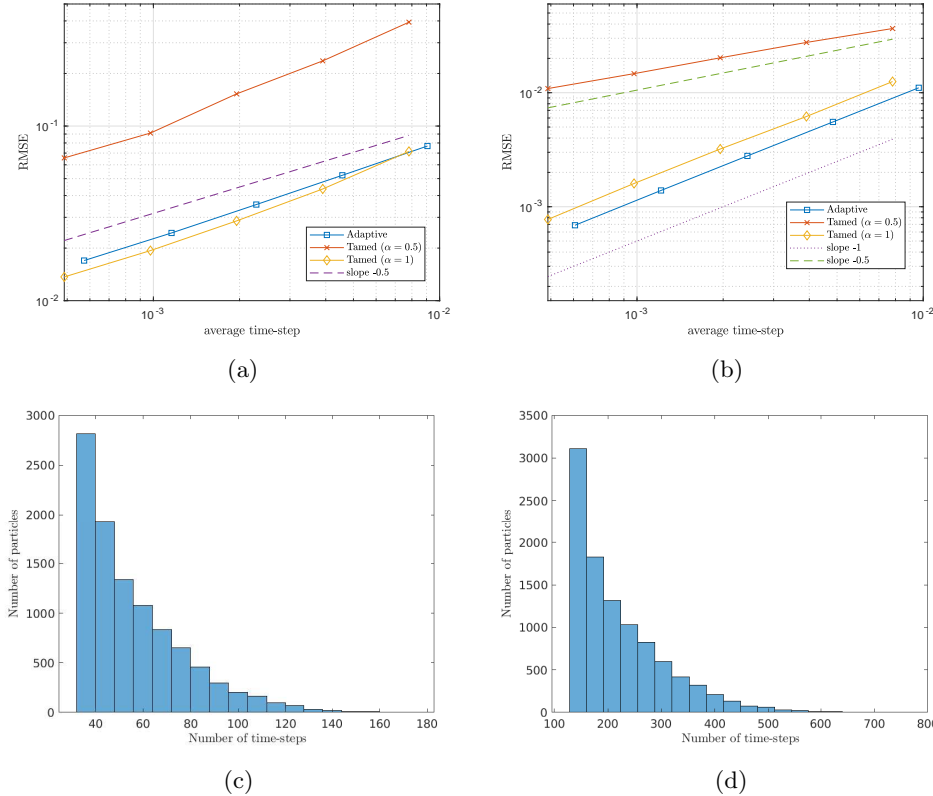 10⁻¹
10⁻²
RMSE
10⁻³
10⁻²
average time-step
Adaptive
Tamed (α = 0.5)
Tamed (α = 1)
slope -0.5
(a)
10⁻²
10⁻³
RMSE
10⁻³
10⁻²
average time-step
Adaptive
Tamed (α = 0.5)
Tamed (α = 1)
slope -1
slope -0.5
(b)
3000
2500
2000
1500
1000
500
0
Number of particles
40 60 80 100 120 140 160 180
Number of time-steps
(c)
3500
3000
2500
2000
1500
1000
500
0
Number of particles
100 200 300 400 500 600 700 800
Number of time-steps
(d)